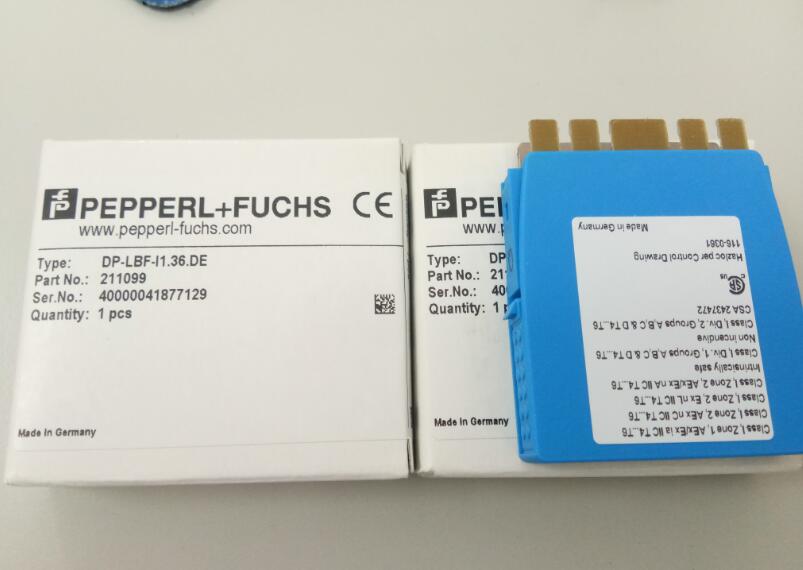 PEPPERL+FUCHS CE
www.pepperl-fuchs.com
Type: DP-LBF-I1.36.DE
Part No.: 211099
Ser.No.: 40000041877129
Quantity: 1 pcs
Made in Germany
PEP
www.
Type: DP
Part No.: 21
Ser.No.: 40
Quantity: 1
Made in Germany
Class I, Zone 1, AEx/Ex ia IIC T4...T6
Class I, Zone 2, AEx/Ex nC IIC T4...T6
Class I, Zone 2, Ex nL IIC T4...T6
Class I, Zone 2, AEx/Ex nA IIC T4...T6
Intrinsically safe
Class I, Div. 1, Groups A,B,C & D T4...T6
Non incendive
Class I, Div. 2, Groups A,B,C & D T4...T6
CSA 2437472
Hazloc per Control Drawing
116-0361
Made in Germany